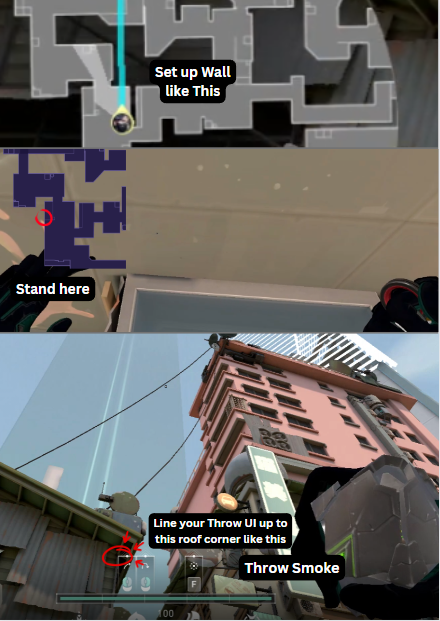 Set up Wall
like This
Stand here
Line your Throw UI up to
this roof corner like this
Throw Smoke
F
100